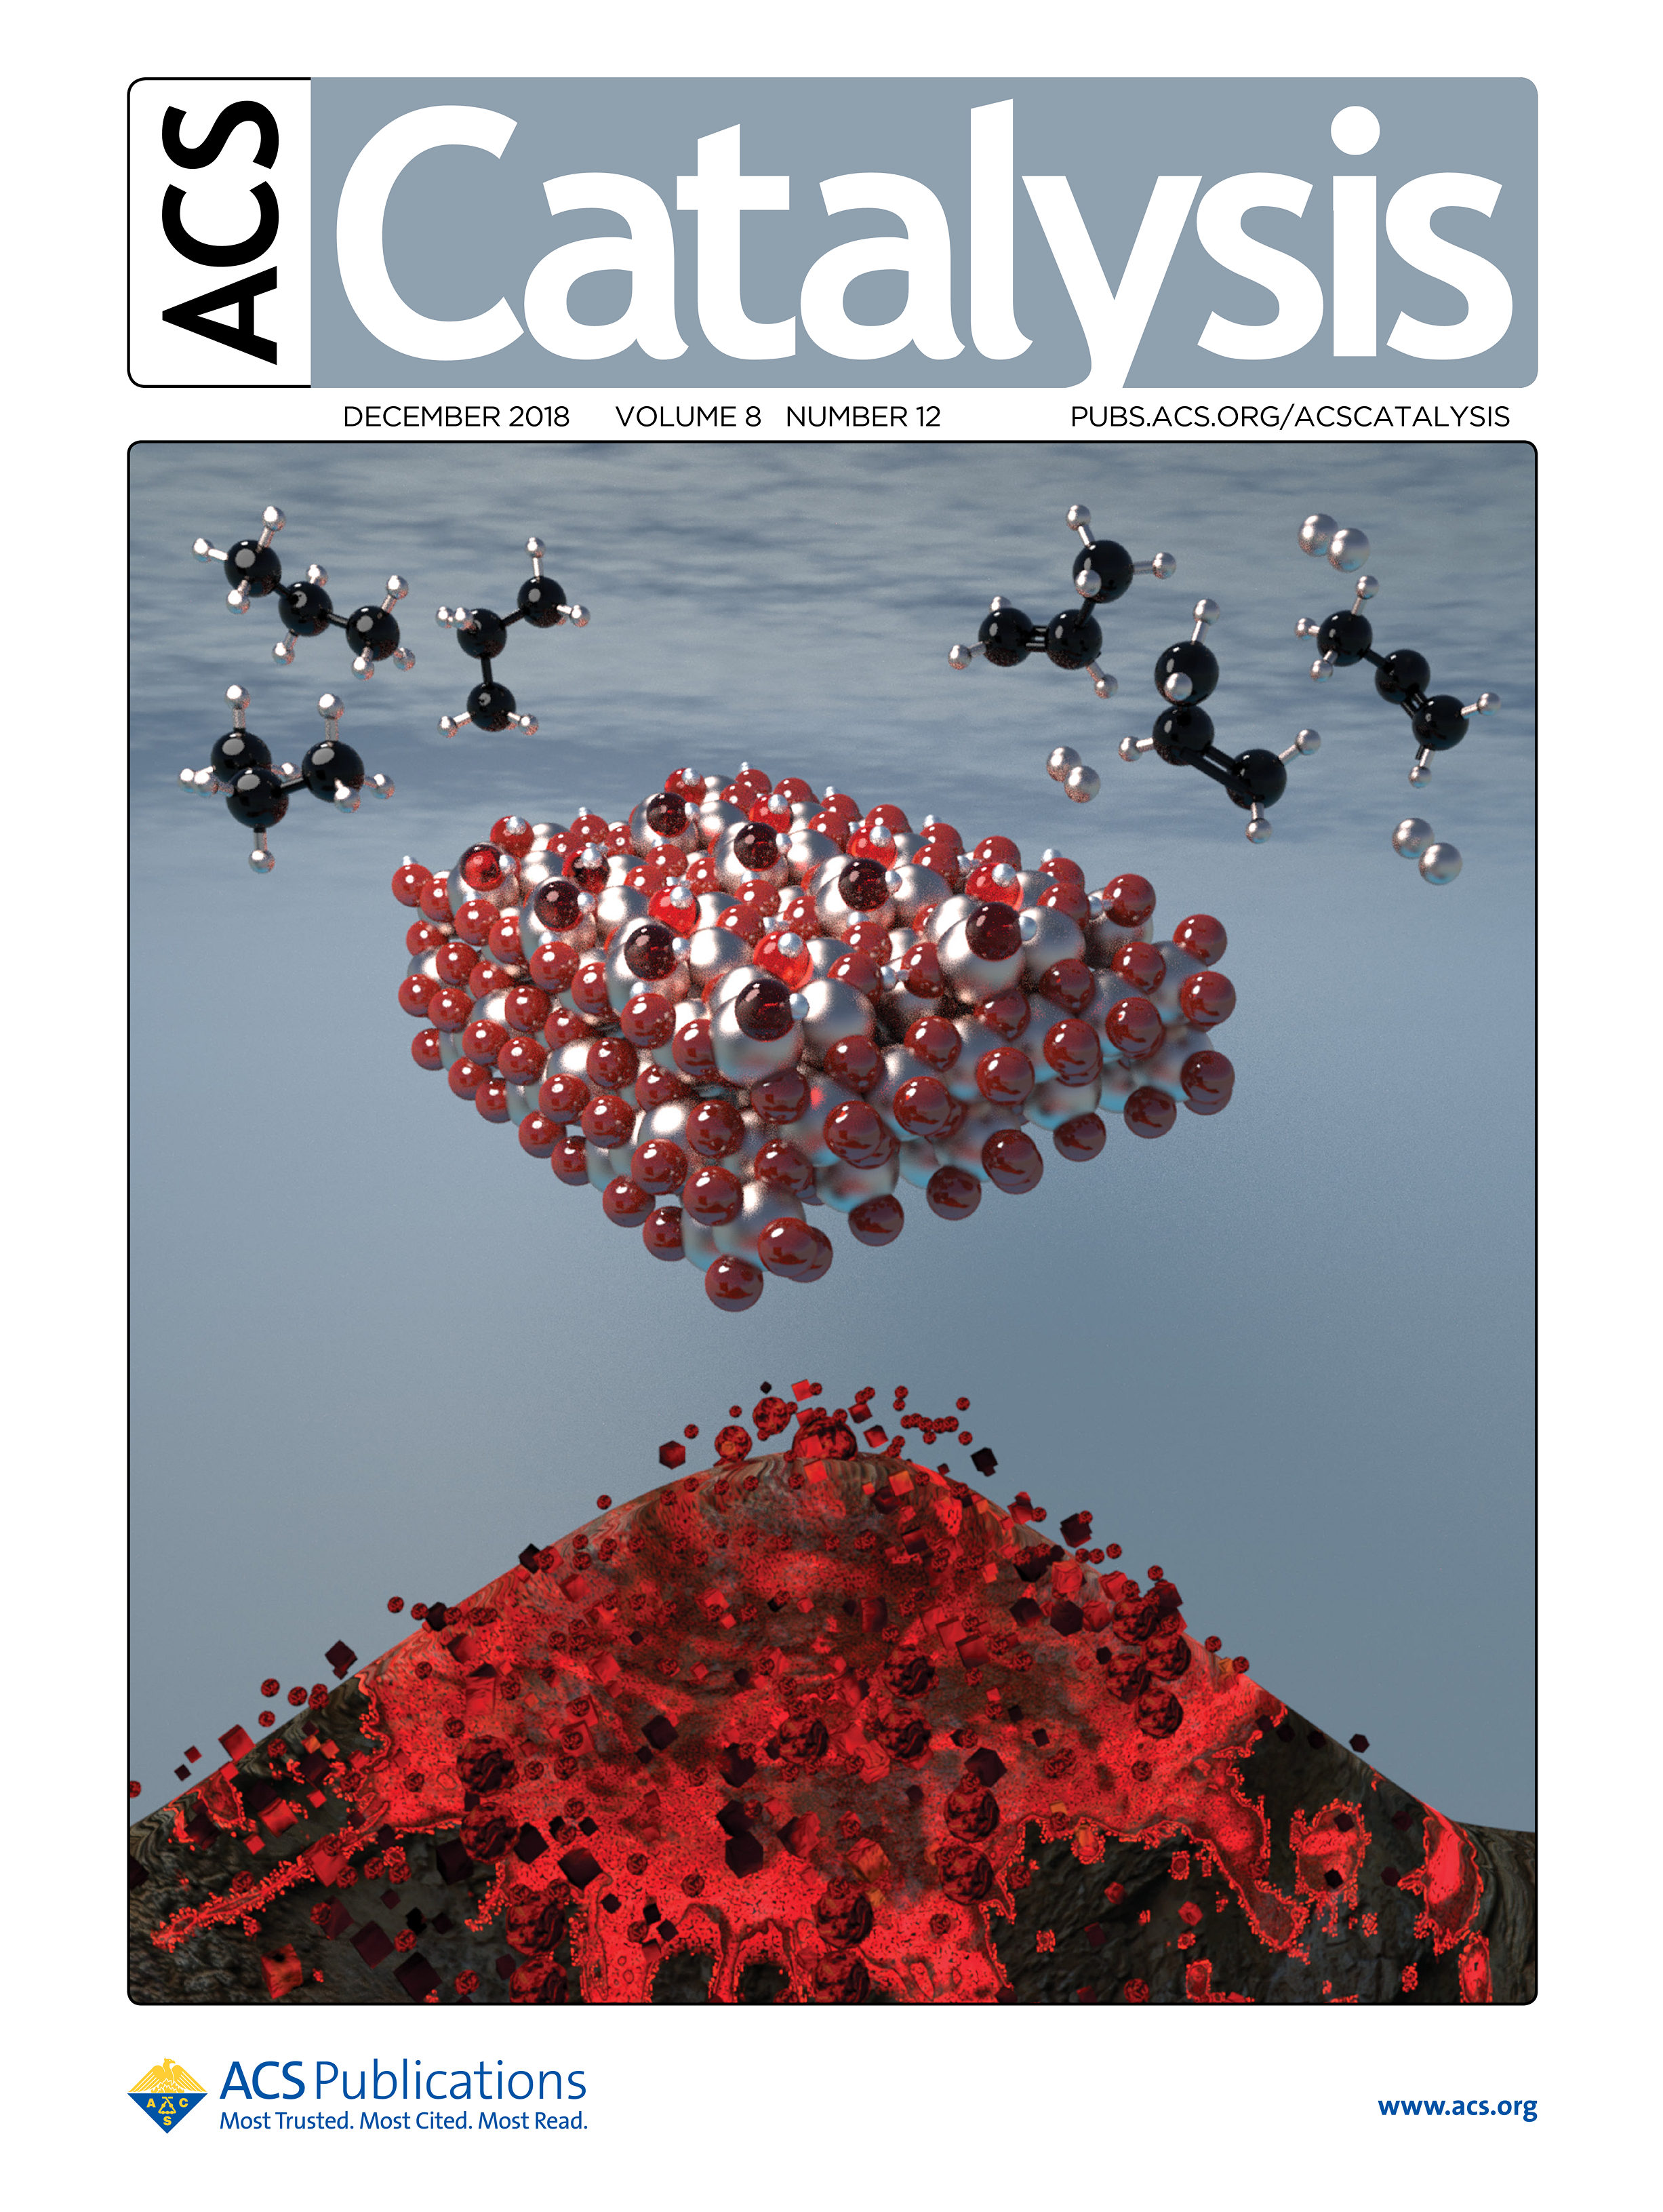 ACS
Catalysis
DECEMBER 2018 VOLUME 8 NUMBER 12 PUBS.ACS.ORG/ACSCATALYSIS
A C S
ACS Publications
Most Trusted. Most Cited. Most Read.
www.acs.org